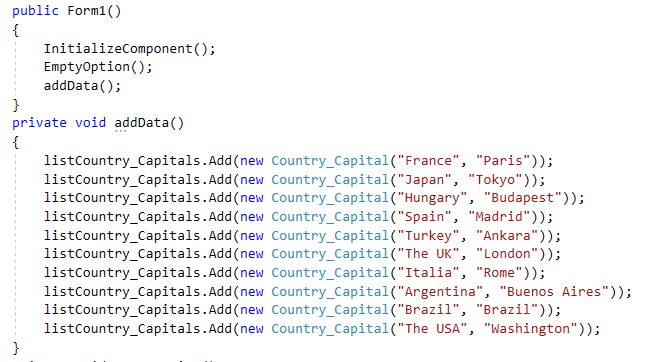 public Form1()
{
InitializeComponent();
EmptyOption();
addData();
}
private void addData()
{
listCountry_Capitals.Add(new Country_Capital("France", "Paris"));
listCountry_Capitals.Add(new Country_Capital("Japan", "Tokyo"));
listCountry_Capitals.Add(new Country_Capital("Hungary", "Budapest"));
listCountry_Capitals.Add(new Country_Capital("Spain", "Madrid"));
listCountry_Capitals.Add(new Country_Capital("Turkey", "Ankara"));
listCountry_Capitals.Add(new Country_Capital("The UK", "London"));
listCountry_Capitals.Add(new Country_Capital("Italia", "Rome"));
listCountry_Capitals.Add(new Country_Capital("Argentina", "Buenos Aires"));
listCountry_Capitals.Add(new Country_Capital("Brazil", "Brazil"));
listCountry_Capitals.Add(new Country_Capital("The USA", "Washington"));
}